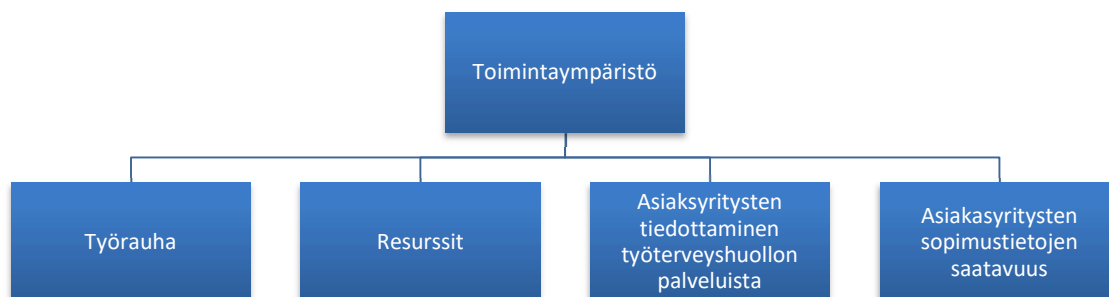 Toimintaympäristö
Työrauha
Resurssit
Asiaksyritysten
tiedottaminen
työterveyshuollon
palveluista
Asiakasyritysten
sopimustietojen
saatavuus